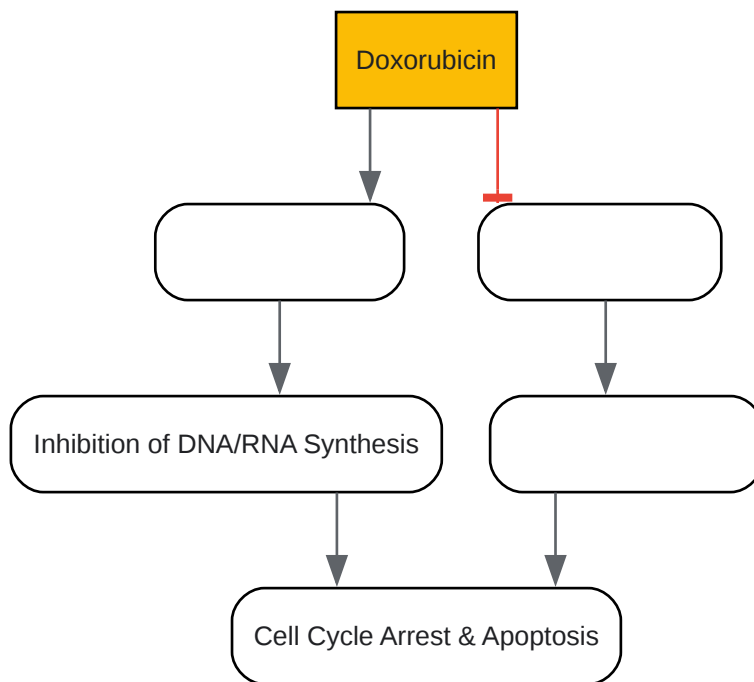 Doxorubicin
Inhibition of DNA/RNA Synthesis
Cell Cycle Arrest & Apoptosis